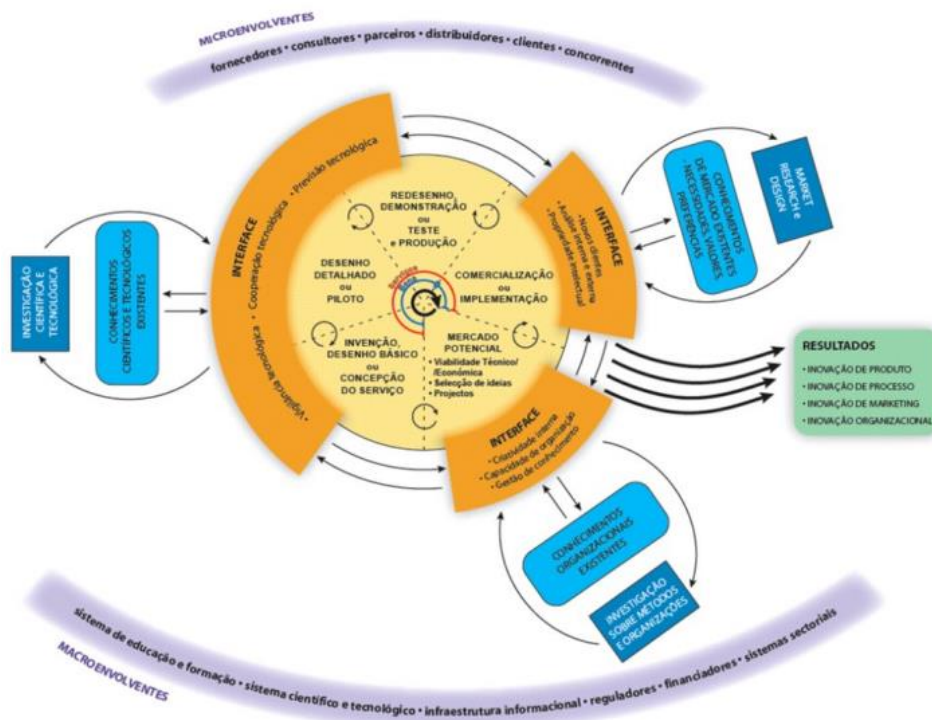 MICROENVOLVENTES
fornecedores • consultores • parceiros • distribuidores • clientes • concorrentes
INTERFACE
• Vigilância tecnológica • Cooperação tecnológica • Previsão tecnológica
INVESTIGAÇÃO
CIENTÍFICA E
TECNOLÓGICA
CONHECIMENTOS
CIENTÍFICOS E TECNOLÓGICOS
EXISTENTES
REDESENHO,
DEMONSTRAÇÃO
ou
TESTE
e PRODUÇÃO
DESENHO
DETALHADO
ou
PILOTO
COMERCIALIZAÇÃO
ou
IMPLEMENTAÇÃO
INVENÇÃO,
DESENHO BÁSICO
ou
CONCEPÇÃO
DO SERVIÇO
MERCADO
POTENCIAL
• Viabilidade Técnico/
/Económica
• Selecção de ideias
• Projectos
INTERFACE
• Novos clientes
• Análise interna e externa
• Propriedade intelectual
CONHECIMENTOS
DE MERCADO EXISTENTES
- NECESSIDADES VALORES,
PREFERÊNCIAS
MARKET
RESEARCH e
DESIGN
INTERFACE
• Criatividade interna
• Capacidade de organização
• Gestão de conhecimento
CONHECIMENTOS
ORGANIZACIONAIS
EXISTENTES
INVESTIGAÇÃO
SOBRE MÉTODOS
E ORGANIZAÇÕES
RESULTADOS
• INOVAÇÃO DE PRODUTO
• INOVAÇÃO DE PROCESSO
• INOVAÇÃO DE MARKETING
• INOVAÇÃO ORGANIZACIONAL
sistema de educação e formação • sistema científico e tecnológico • infraestrutura informacional • reguladores • financiadores • sistemas sectoriais
MACROENVOLVENTES